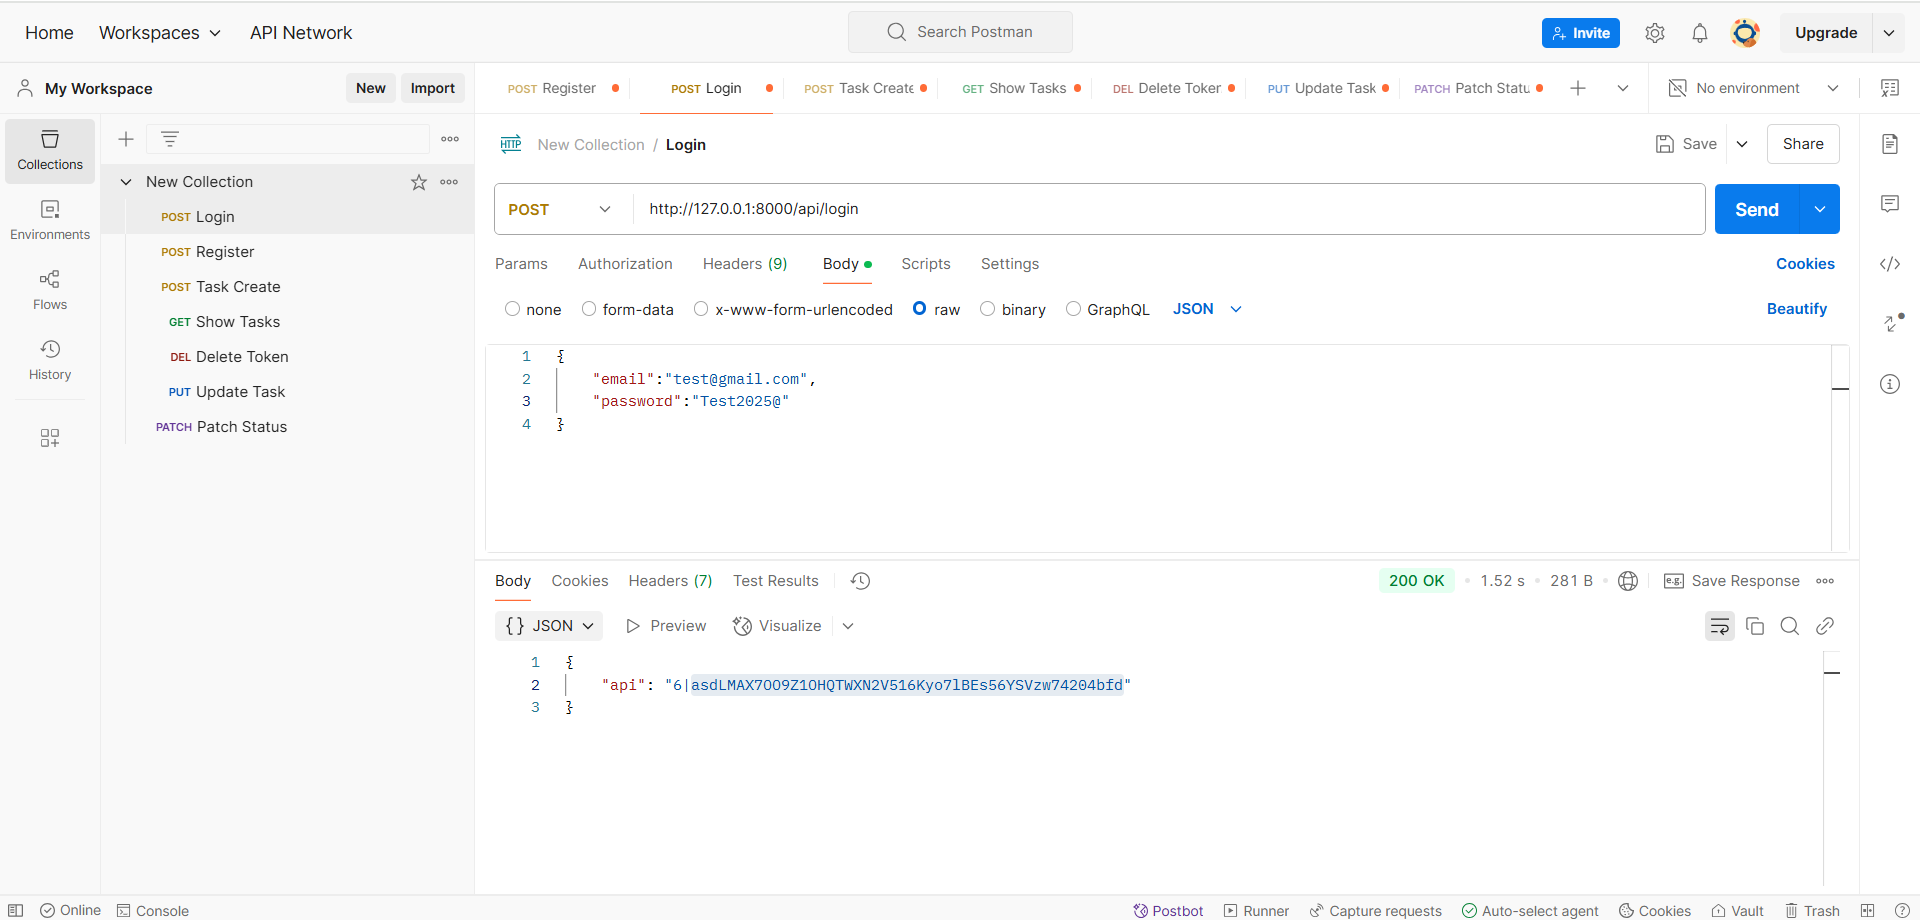 Home Workspaces API Network Search Postman Invite Upgrade
My Workspace New Import
POST Register POST Login POST Task Create GET Show Tasks DEL Delete Token PUT Update Task PATCH Patch Statu No environment
Collections
Environments
Flows
History
New Collection
POST Login
POST Register
POST Task Create
GET Show Tasks
DEL Delete Token
PUT Update Task
PATCH Patch Status
HTTP New Collection / Login Save Share
POST http://127.0.0.1:8000/api/login Send
Params Authorization Headers (9) Body Scripts Settings Cookies
none form-data x-www-form-urlencoded raw binary GraphQL JSON Beautify
1 {
2 "email":"test@gmail.com",
3 "password":"Test2025@"
4 }
Body Cookies Headers (7) Test Results 200 OK 1.52 s 281 B e.g. Save Response
{} JSON Preview Visualize
1 {
2 "api": "6|asdLMAX7OO9Z1OHQTWXN2V516Kyo7lBEs56YSVzw74204bfd"
3 }
Online Console Postbot Runner Capture requests Auto-select agent Cookies Vault Trash